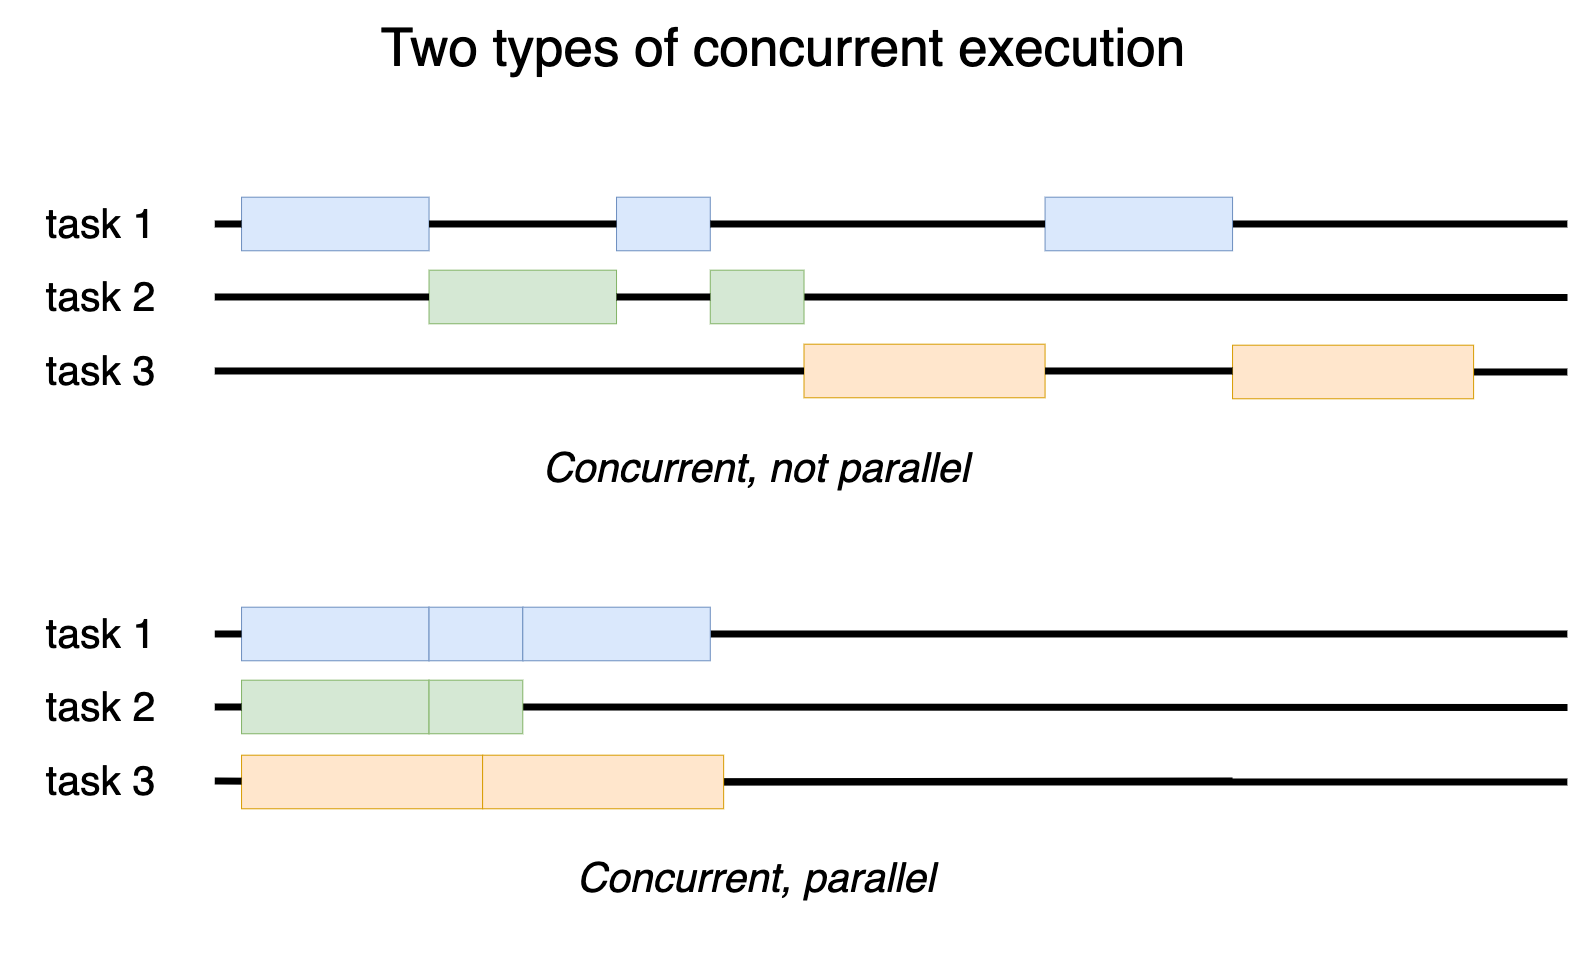 Two types of concurrent execution
task 1
task 2
task 3
Concurrent, not parallel
task 1
task 2
task 3
Concurrent, parallel